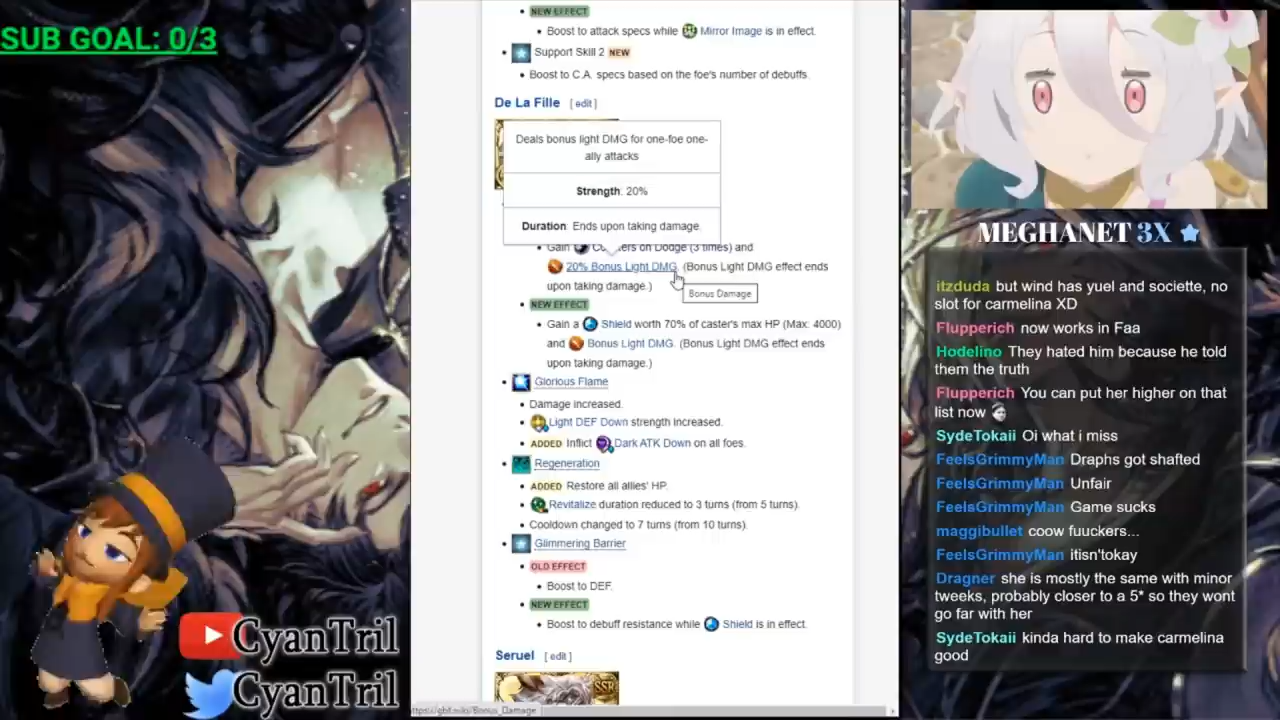 SUB GOAL: 0/3
NEW EFFECT
• Boost to attack specs while Mirror Image is in effect.
• Support Skill 2 NEW
• Boost to C.A. specs based on the foe's number of debuffs.
De La Fille [ edit ]
Deals bonus light DMG for one-foe one-
ally attacks
Strength: 20%
Duration: Ends upon taking damage.
• Gain Counters on Dodge (3 times) and
20% Bonus Light DMG. (Bonus Light DMG effect ends
upon taking damage.)
Bonus Damage
• NEW EFFECT
• Gain a Shield worth 70% of caster's max HP (Max: 4000)
and Bonus Light DMG. (Bonus Light DMG effect ends
upon taking damage.)
• Glorious Flame
• Damage increased.
• Light DEF Down strength increased.
• ADDED Inflict Dark ATK Down on all foes.
• Regeneration
• ADDED Restore all allies' HP.
• Revitalize duration reduced to 3 turns (from 5 turns).
• Cooldown changed to 7 turns (from 10 turns).
• Glimmering Barrier
• OLD EFFECT
• Boost to DEF.
• NEW EFFECT
• Boost to debuff resistance while Shield is in effect.
Seruel [ edit ]
SSR
https://gbf.wiki/Bonus_Damage
CyanTril
CyanTril
MEGHANET 3X
itzduda but wind has yuel and societte, no
slot for carmelina XD
Flupperich now works in Faa
Hodelino They hated him because he told
them the truth
Flupperich You can put her higher on that
list now
SydeTokaii Oi what i miss
FeelsGrimmyMan Draphs got shafted
FeelsGrimmyMan Unfair
FeelsGrimmyMan Game sucks
maggibullet coow fuuckers...
FeelsGrimmyMan itisn'tokay
Dragner she is mostly the same with minor
tweeks, probably closer to a 5* so they wont
go far with her
SydeTokaii kinda hard to make carmelina
good